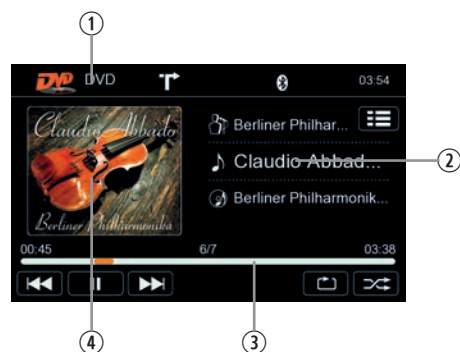 ①
DVD DVD 03:54
Claudio Abbado
Berliner Philharmonika
Berliner Philhar...
Claudio Abbad...
②
Berliner Philharmonik...
00:45 6/7 03:38
④ ③